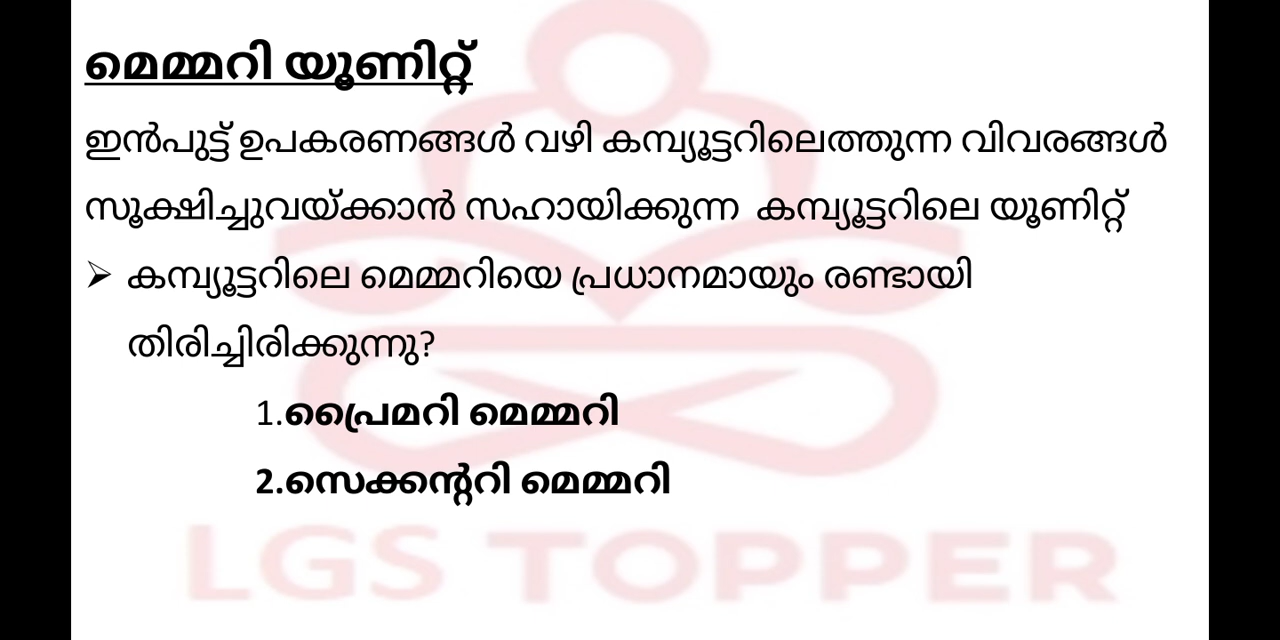 മെമ്മറി യൂണിറ്റ്
ഇൻപുട്ട് ഉപകരണങ്ങൾ വഴി കമ്പ്യൂട്ടറിലെത്തുന്ന വിവരങ്ങൾ
സൂക്ഷിച്ചുവയ്ക്കാൻ സഹായിക്കുന്ന കമ്പ്യൂട്ടറിലെ യൂണിറ്റ്
➢ കമ്പ്യൂട്ടറിലെ മെമ്മറിയെ പ്രധാനമായും രണ്ടായി
തിരിച്ചിരിക്കുന്നു?
1.പ്രൈമറി മെമ്മറി
2.സെക്കന്ററി മെമ്മറി
LGS TOPPER